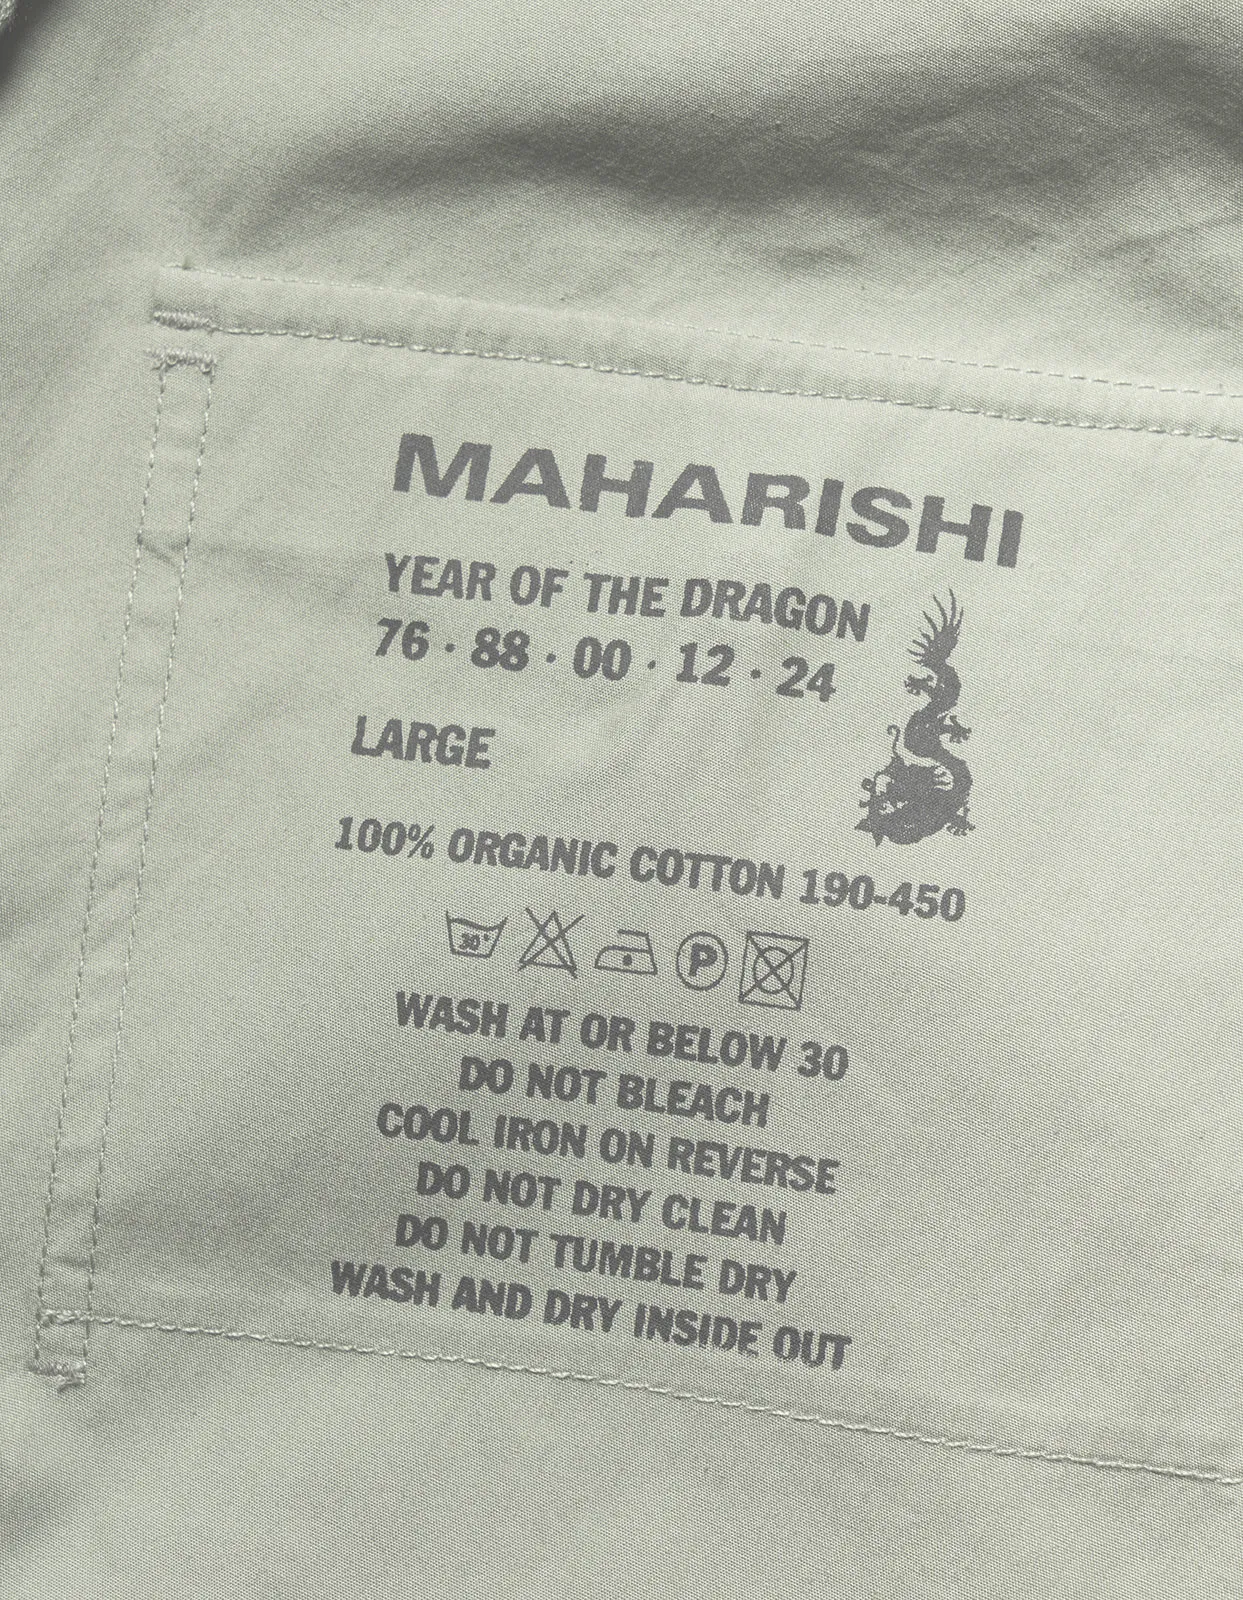 MAHARISHI
YEAR OF THE DRAGON
76 · 88 · 00 · 12 · 24
LARGE
100% ORGANIC COTTON 190-450
30° P
WASH AT OR BELOW 30
DO NOT BLEACH
COOL IRON ON REVERSE
DO NOT DRY CLEAN
DO NOT TUMBLE DRY
WASH AND DRY INSIDE OUT